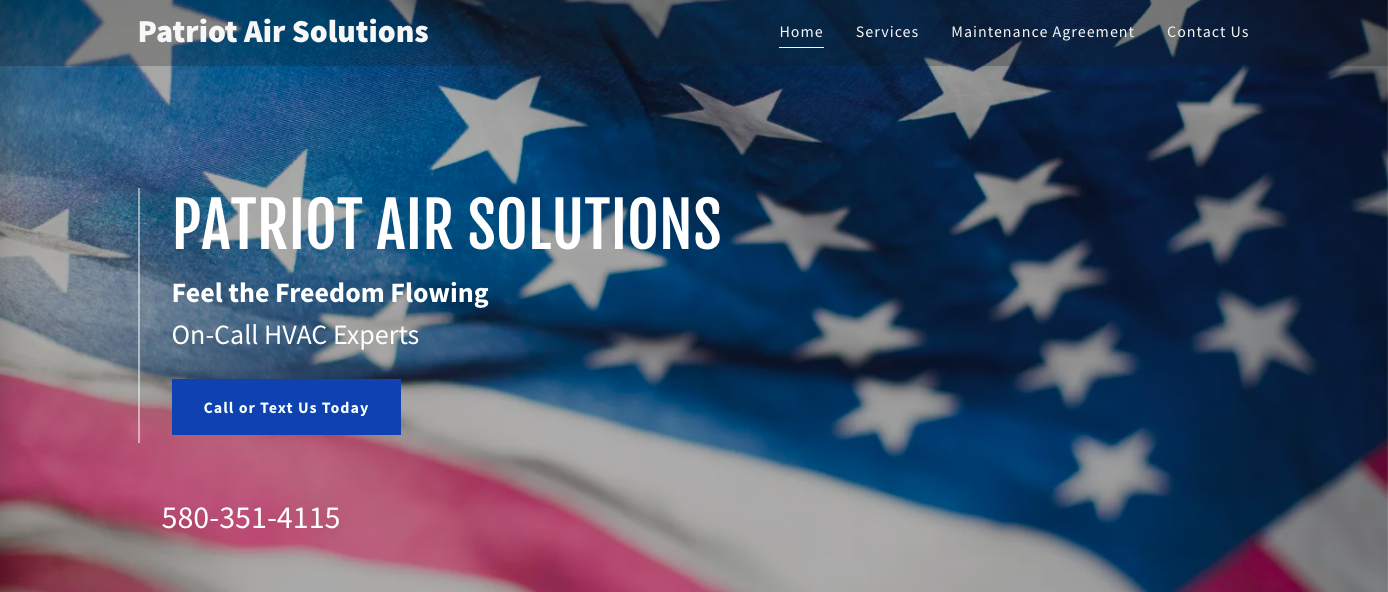 Patriot Air Solutions
Home Services Maintenance Agreement Contact Us
PATRIOT AIR SOLUTIONS
Feel the Freedom Flowing
On-Call HVAC Experts
Call or Text Us Today
580-351-4115